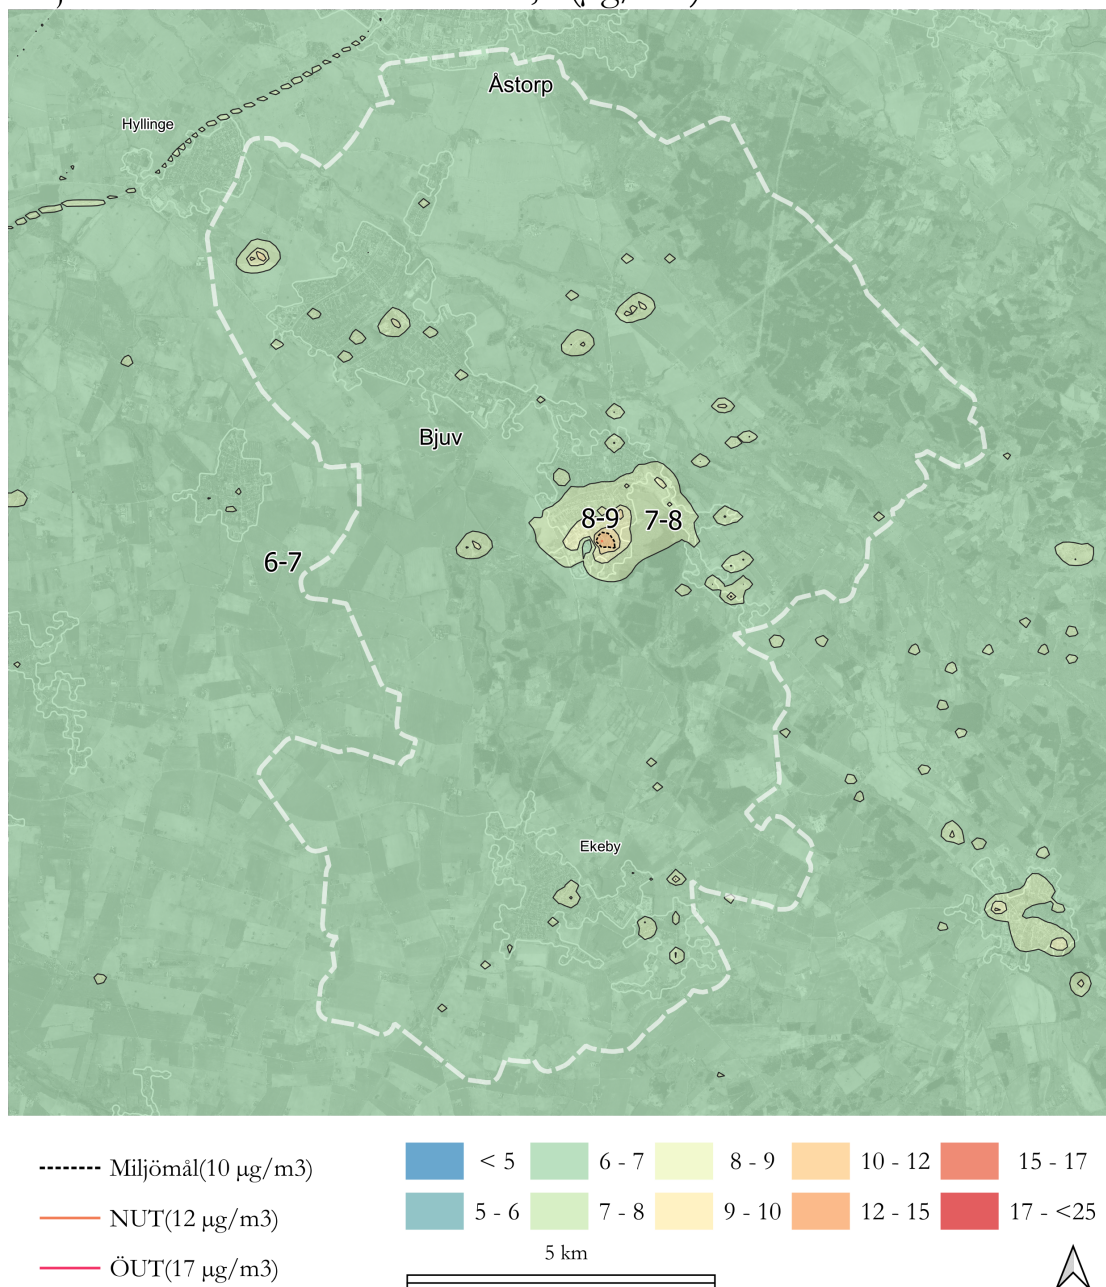 Åstorp
Hyllinge
Bjuv
8-9
7-8
6-7
Ekeby
Miljömål(10 µg/m3)
NUT(12 µg/m3)
ÖUT(17 µg/m3)
< 5
6 - 7
8 - 9
10 - 12
15 - 17
5 - 6
7 - 8
9 - 10
12 - 15
17 - <25
5 km